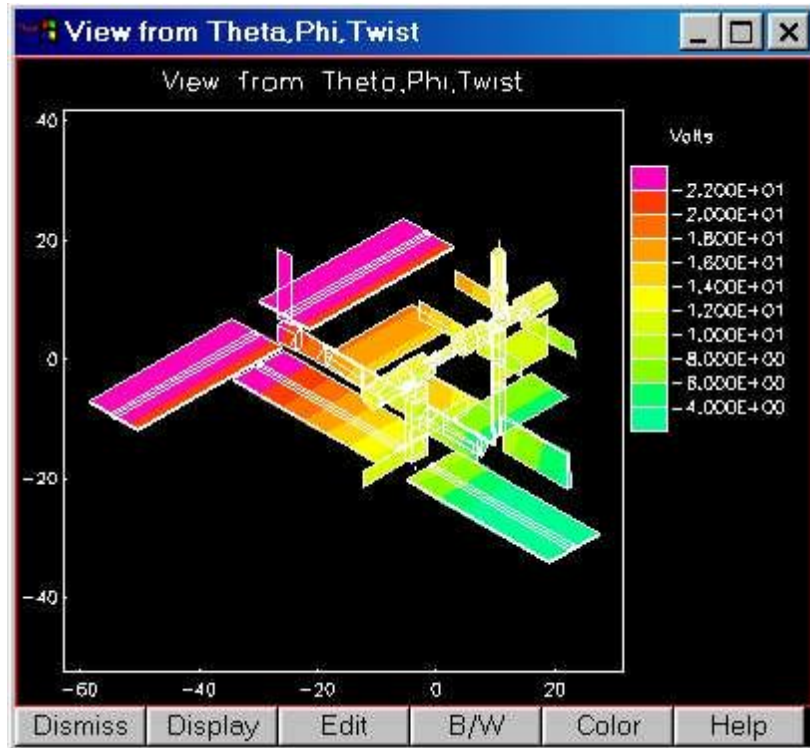 View from Theta,Phi,Twist
View from Theta,Phi,Twist
Volts
40
20
0
-20
-40
-60 -40 -20 0 20
-2.200E+01
-2.000E+01
-1.800E+01
-1.600E+01
-1.400E+01
-1.200E+01
-1.000E+01
-8.000E+00
-6.000E+00
-4.000E+00
Dismiss Display Edit B/W Color Help